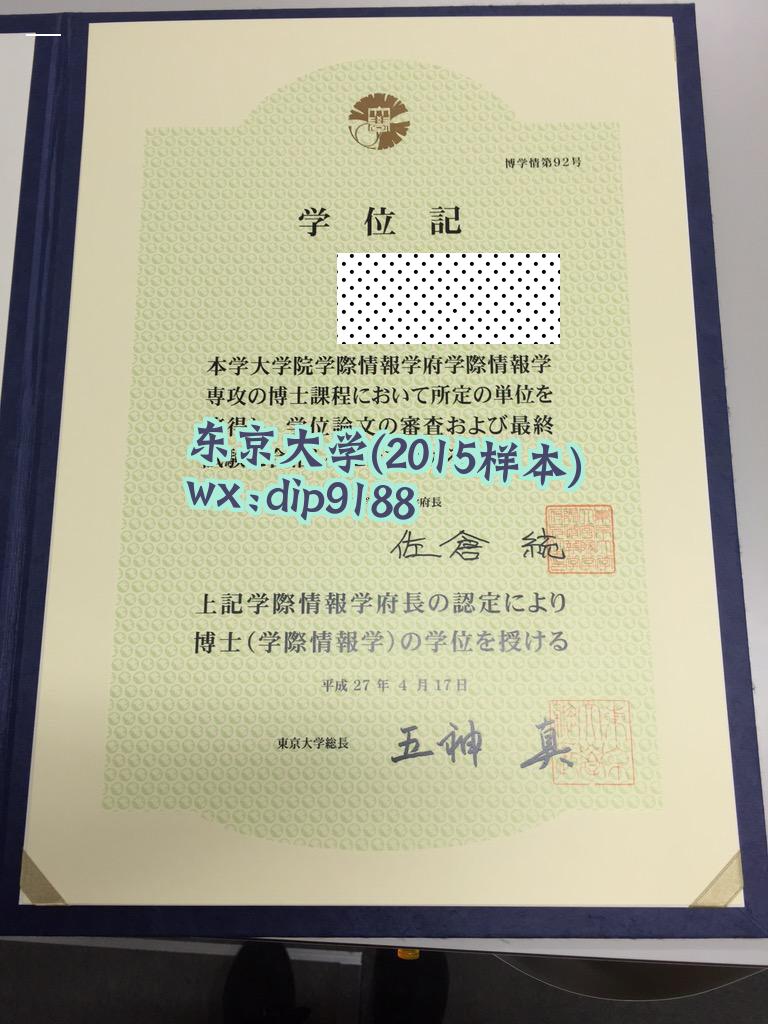 博学情第92号
学位記
本学大学院学際情報学府学際情報学
専攻の博士課程において所定の単位を
学位論文の審査および最終
东京大学(2015样本)
wx:dip9188
府長
佐倉 統
上記学際情報学府長の認定により
博士(学際情報学)の学位を授ける
平成27年4月17日
東京大学総長 五神 真